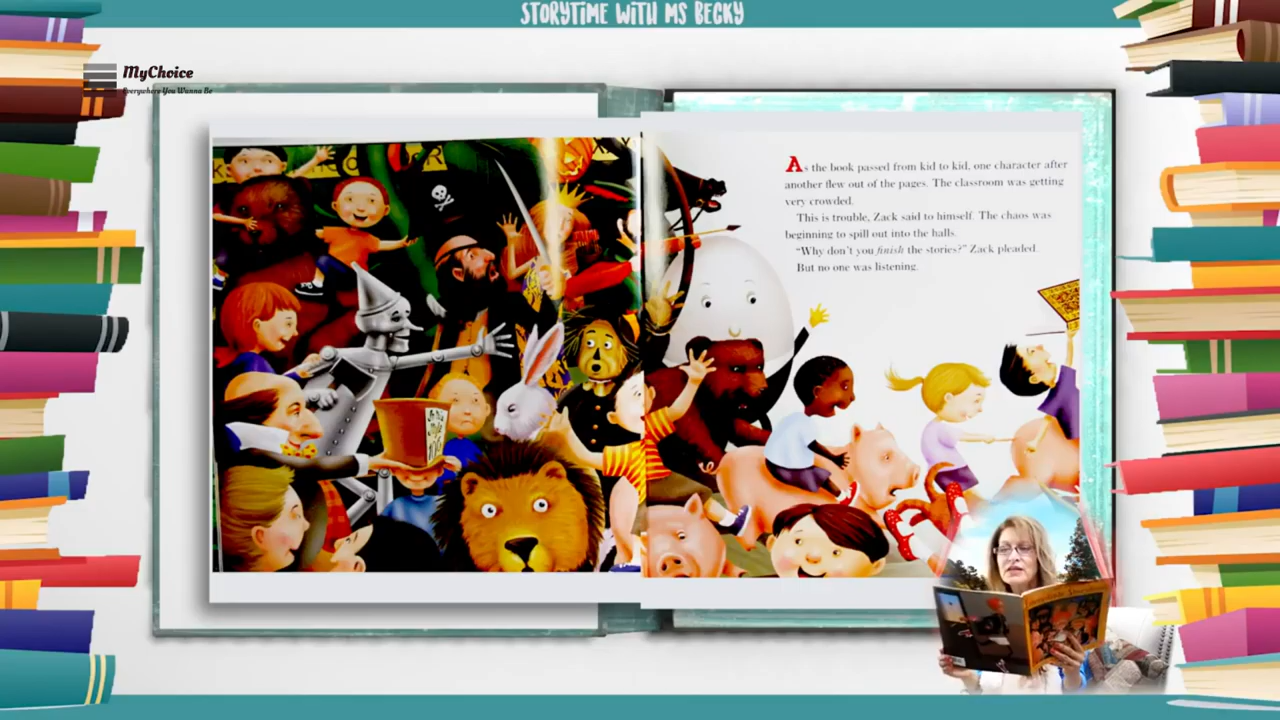 STORYTIME WITH MS BECKY
MyChoice
Everywhere You Wanna Be
As the book passed from kid to kid, one character after
another flew out of the pages. The classroom was getting
very crowded.
This is trouble, Zack said to himself. The chaos was
beginning to spill out into the halls.
“Why don’t you finish the stories?” Zack pleaded.
But no one was listening.